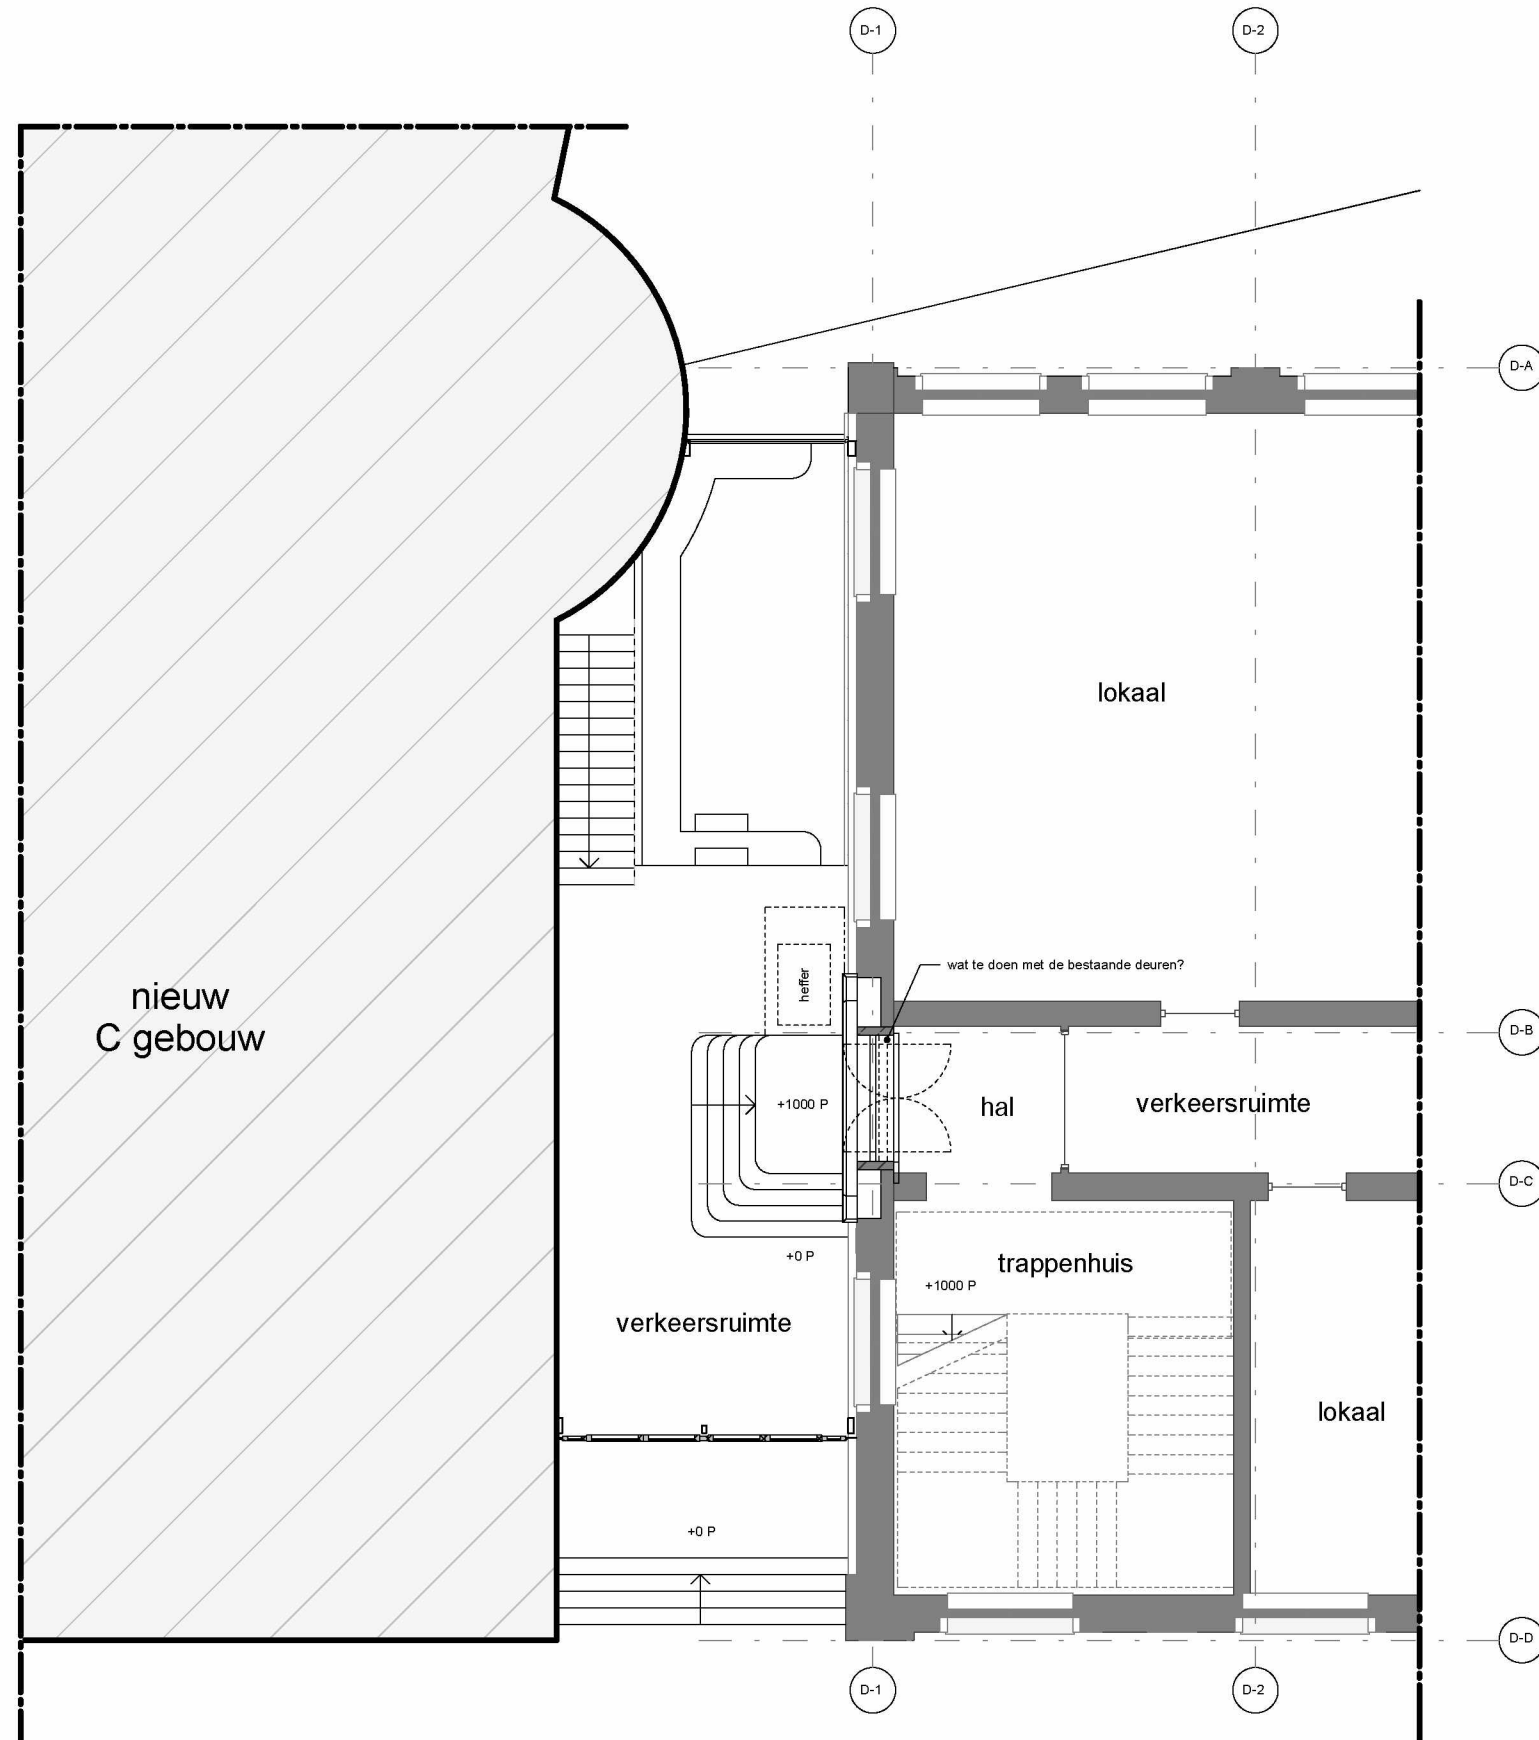 D-1
D-2
D-A
lokaal
wat te doen met de bestaande deuren?
heffer
nieuw
C gebouw
D-B
+1000 P
hal
verkeersruimte
D-C
+0 P
trappenhuis
+1000 P
verkeersruimte
lokaal
+0 P
D-D
D-1
D-2